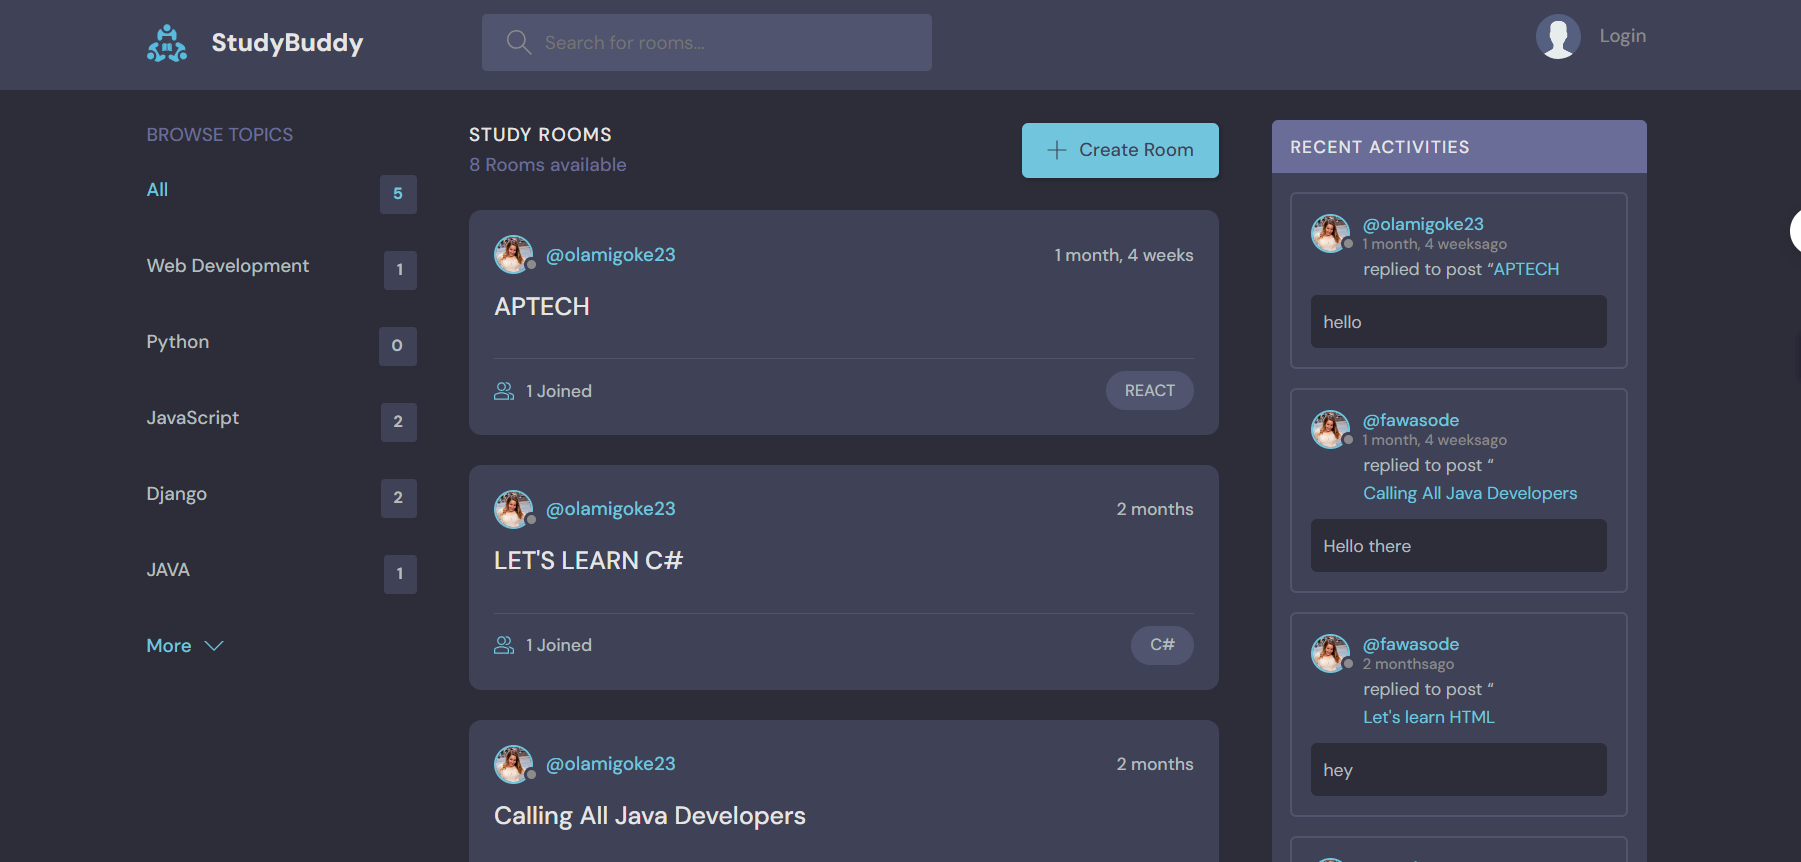 StudyBuddy
Search for rooms...
Login
BROWSE TOPICS
All
5
Web Development
1
Python
0
JavaScript
2
Django
2
JAVA
1
More
STUDY ROOMS
8 Rooms available
Create Room
@olamigoke23
1 month, 4 weeks
APTECH
1 Joined
REACT
@olamigoke23
2 months
LET'S LEARN C#
1 Joined
C#
@olamigoke23
2 months
Calling All Java Developers
RECENT ACTIVITIES
@olamigoke23
1 month, 4 weeksago
replied to post “APTECH
hello
@fawasode
1 month, 4 weeksago
replied to post “
Calling All Java Developers
Hello there
@fawasode
2 monthsago
replied to post “
Let's learn HTML
hey